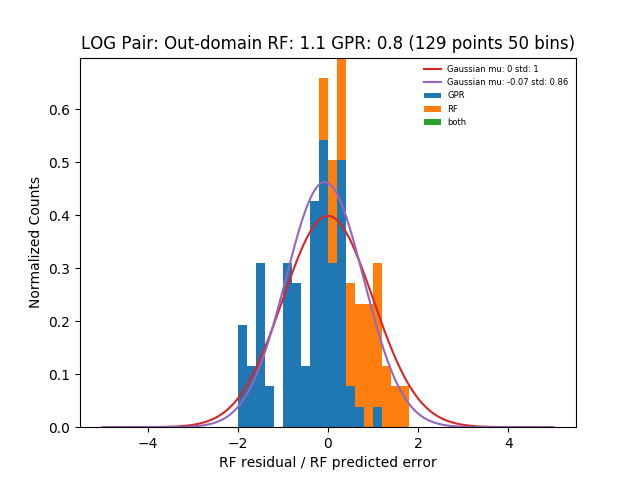 LOG Pair: Out-domain RF: 1.1 GPR: 0.8 (129 points 50 bins)
Gaussian mu: 0 std: 1
Gaussian mu: -0.07 std: 0.86
GPR
RF
both
Normalized Counts
0.6
0.5
0.4
0.3
0.2
0.1
0.0
−4 −2 0 2 4
RF residual / RF predicted error